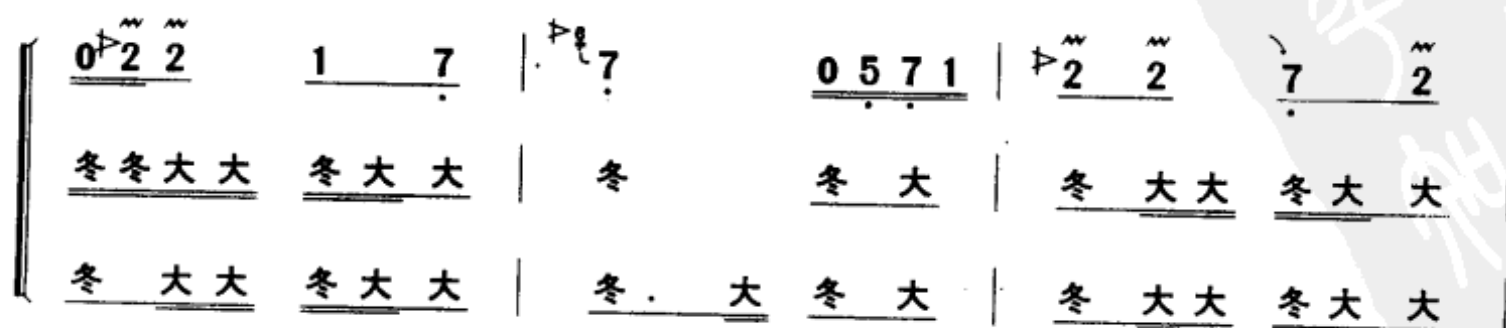 0 2 2 1 7 | 7 0 5 7 1 | 2 2 7 2
冬 冬 大 大 冬 大 大 | 冬 冬 大 | 冬 大 大 冬 大 大
冬 大 大 冬 大 大 | 冬 . 大 冬 大 | 冬 大 大 冬 大 大